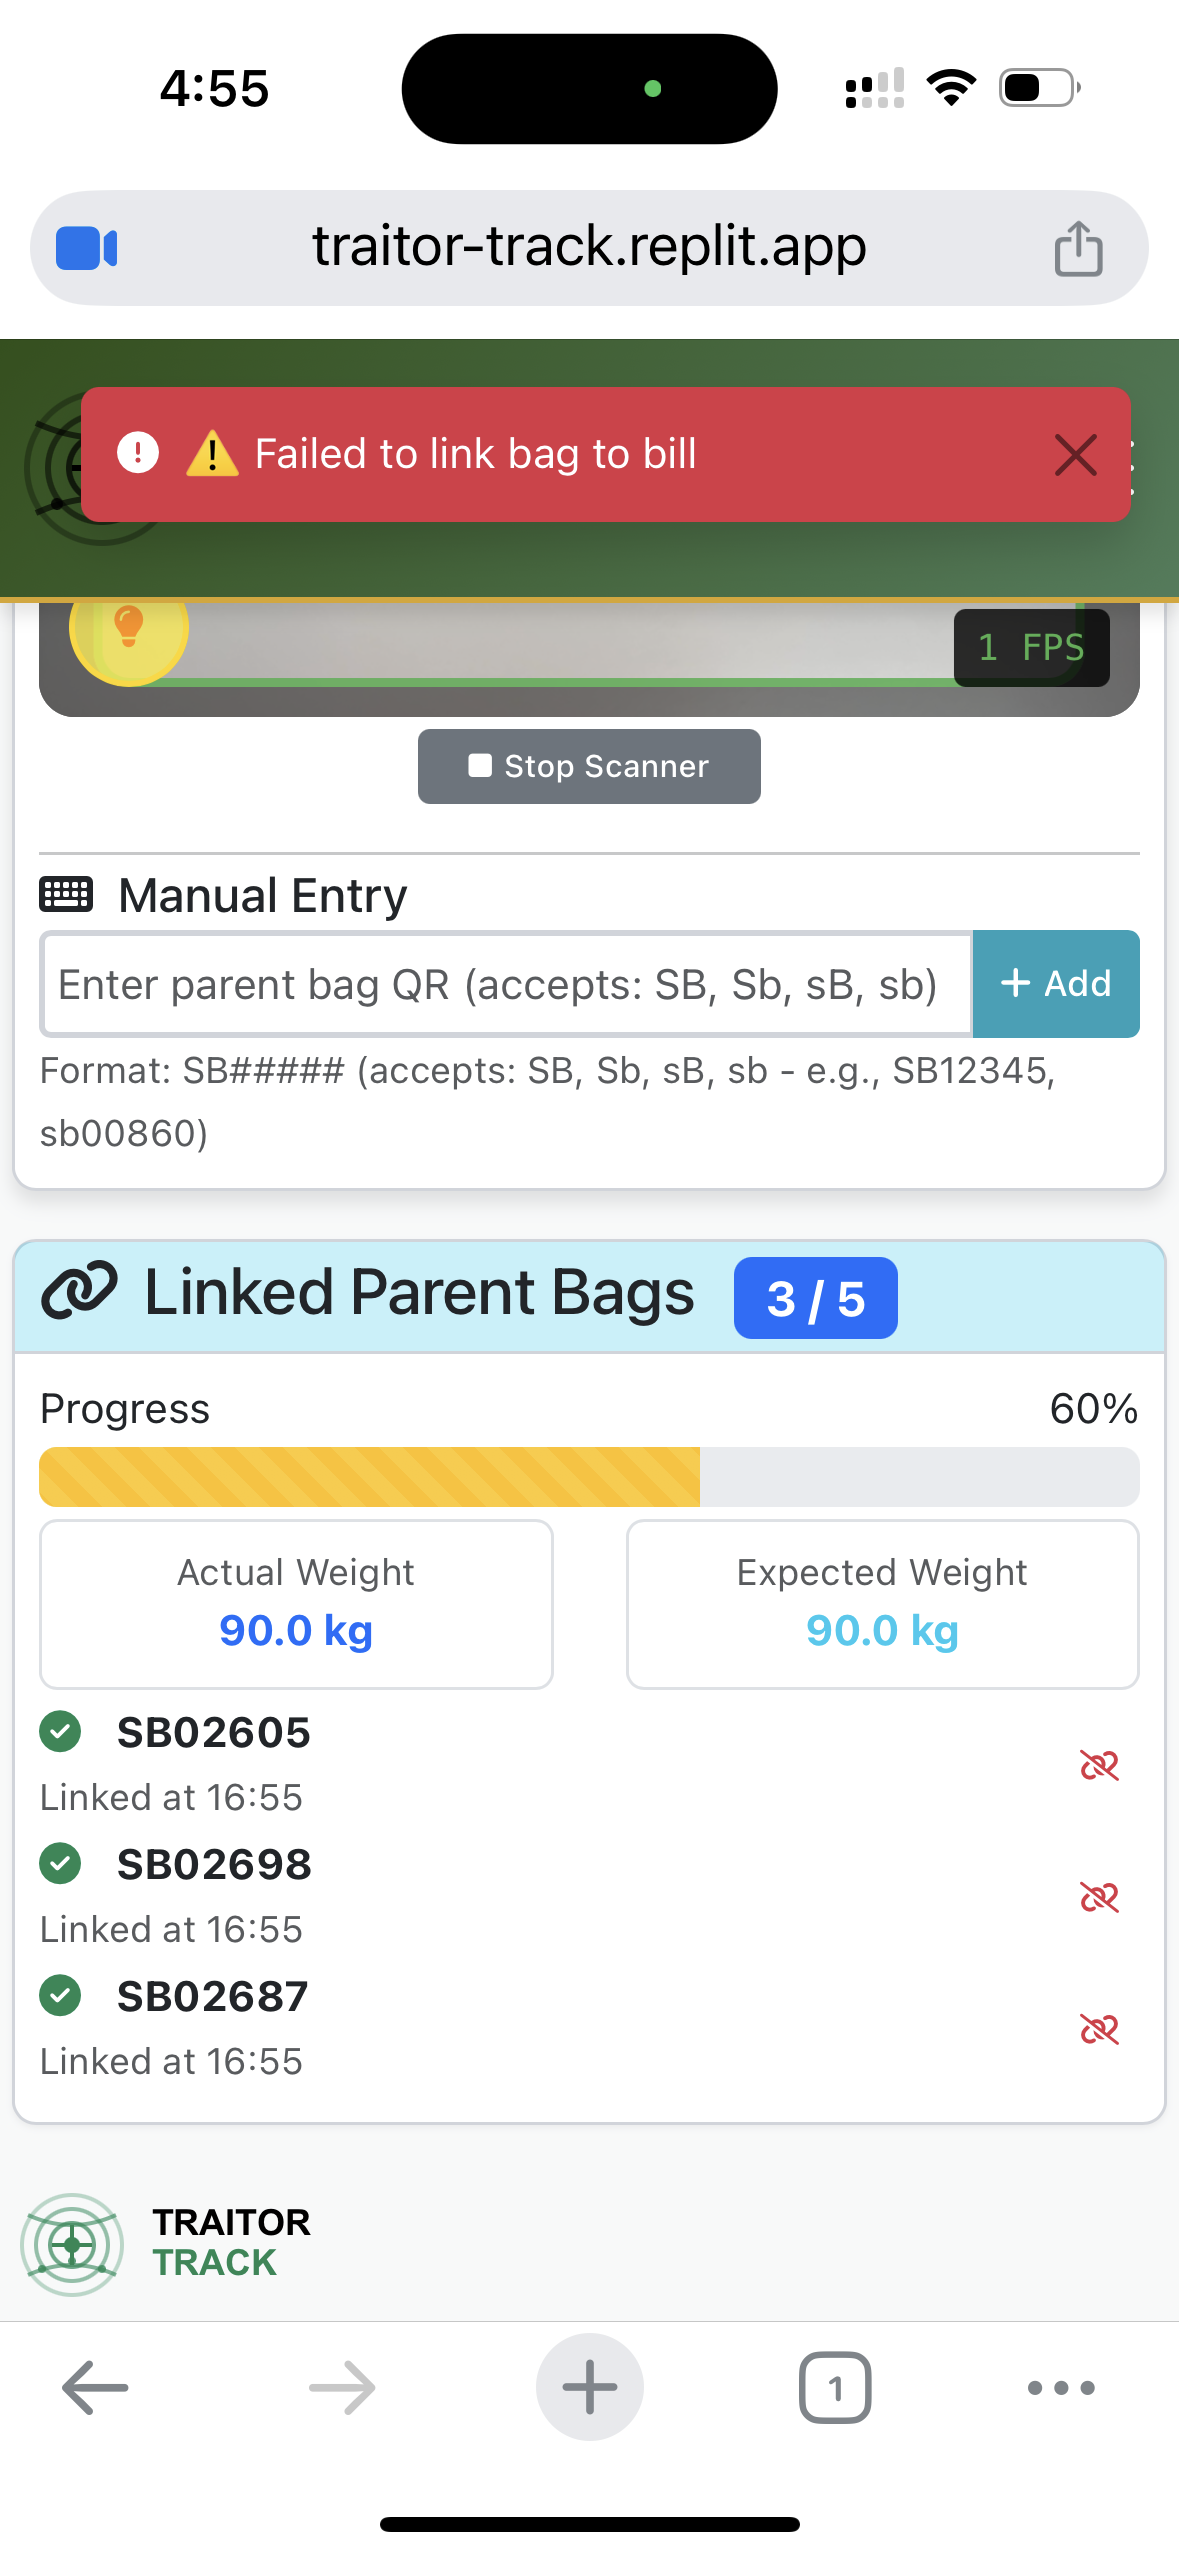 4:55
traitor-track.replit.app
⚠️ Failed to link bag to bill
1 FPS
Stop Scanner
Manual Entry
Enter parent bag QR (accepts: SB, Sb, sB, sb)
+ Add
Format: SB##### (accepts: SB, Sb, sB, sb - e.g., SB12345,
sb00860)
Linked Parent Bags 3 / 5
Progress 60%
Actual Weight
90.0 kg
Expected Weight
90.0 kg
SB02605
Linked at 16:55
SB02698
Linked at 16:55
SB02687
Linked at 16:55
TRAITOR
TRACK
1